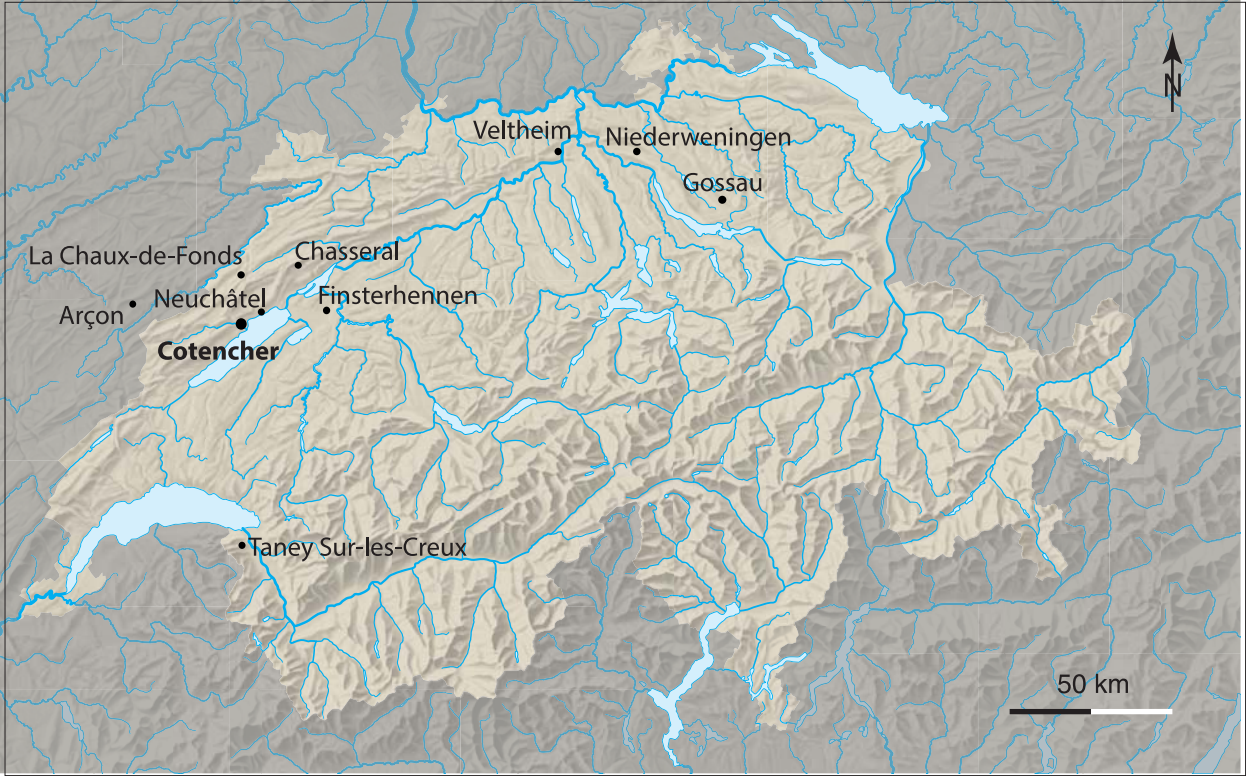 N
Veltheim
Niederweningen
Gossau
La Chaux-de-Fonds
Chasseral
Neuchâtel
Finsterhennen
Arçon
Cotencher
Taney Sur-les-Creux
50 km